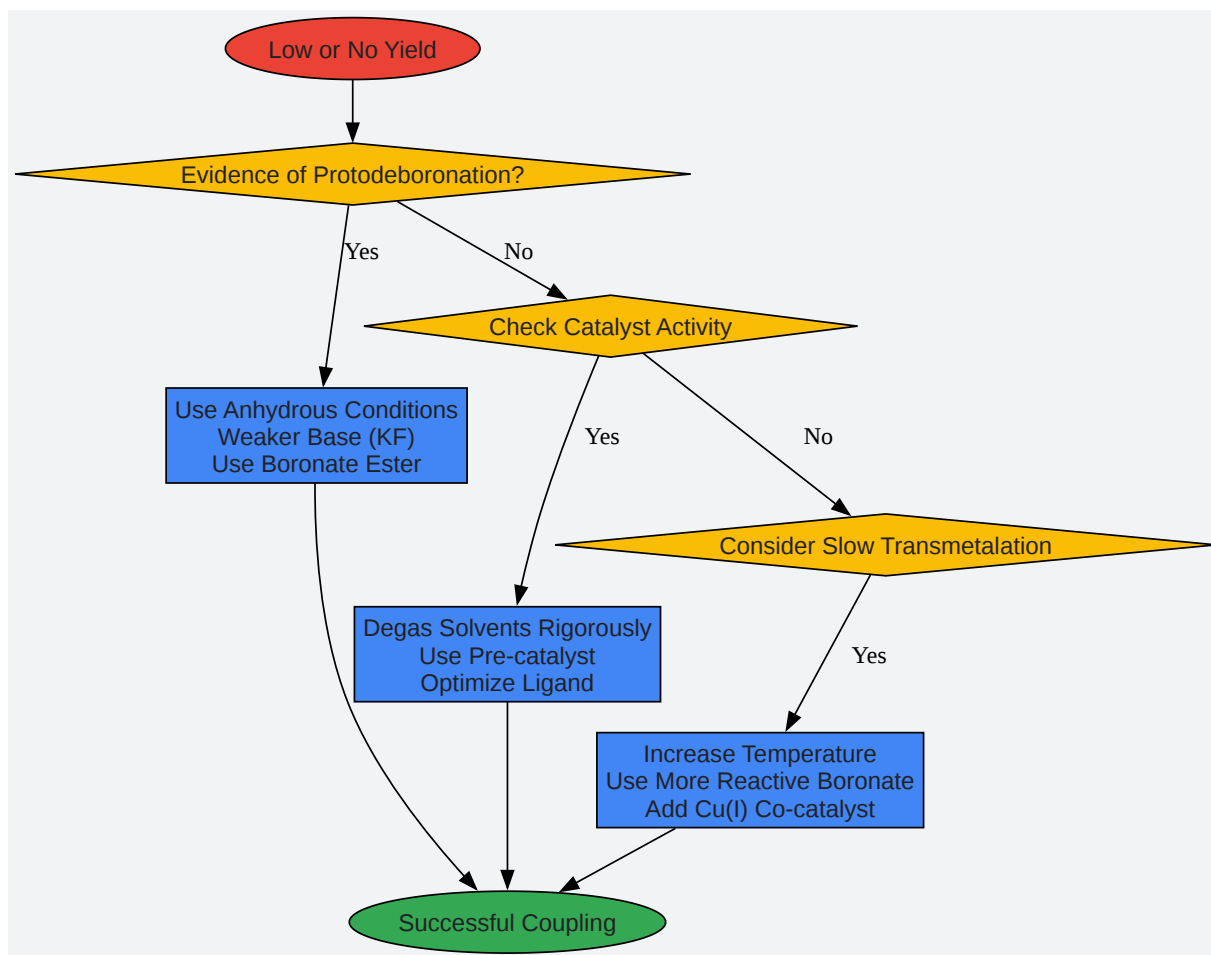 Low or No Yield
Evidence of Protodeboronation?
Yes
No
Check Catalyst Activity
Use Anhydrous Conditions
Weaker Base (KF)
Use Boronate Ester
Yes
No
Consider Slow Transmetalation
Degas Solvents Rigorously
Use Pre-catalyst
Optimize Ligand
Yes
Increase Temperature
Use More Reactive Boronate
Add Cu(I) Co-catalyst
Successful Coupling